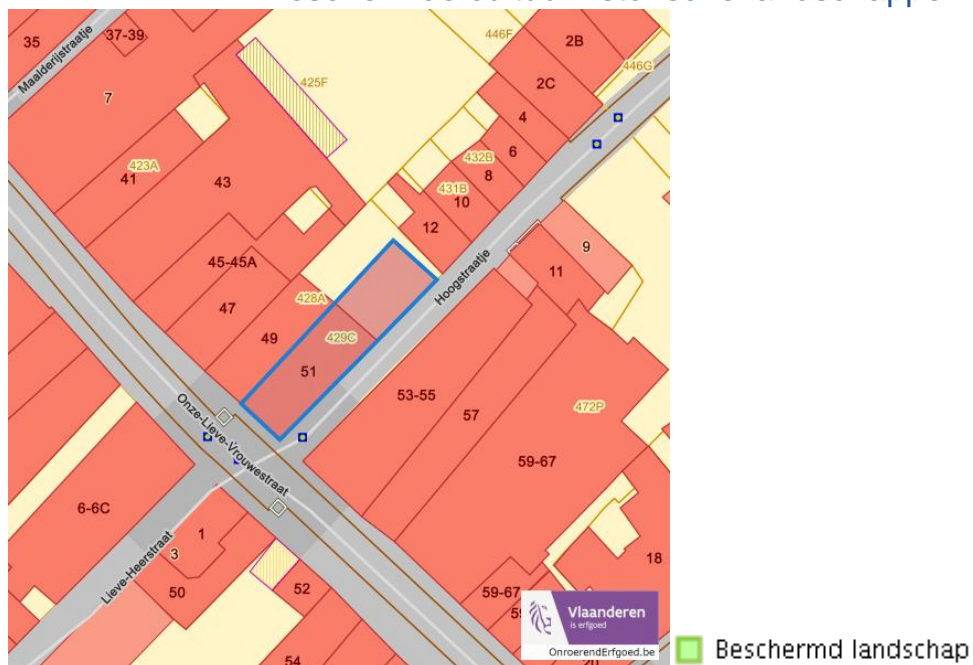 35
37-39
Maalderijstraatje
7
425F
446F
2B
446G
2C
4
6
432B
8
431B
10
12
423A
41
43
9
11
45-45A
Hoogstraatje
47
428A
49
429C
51
53-55
57
472P
59-67
Onze-Lieve-Vrouwestraat
6-6C
1
3
Lieve-Heerstraat
50
52
54
18
59-67
Vlaanderen
is erfgoed
OnroerendErfgoed.be
Beschermd landschap